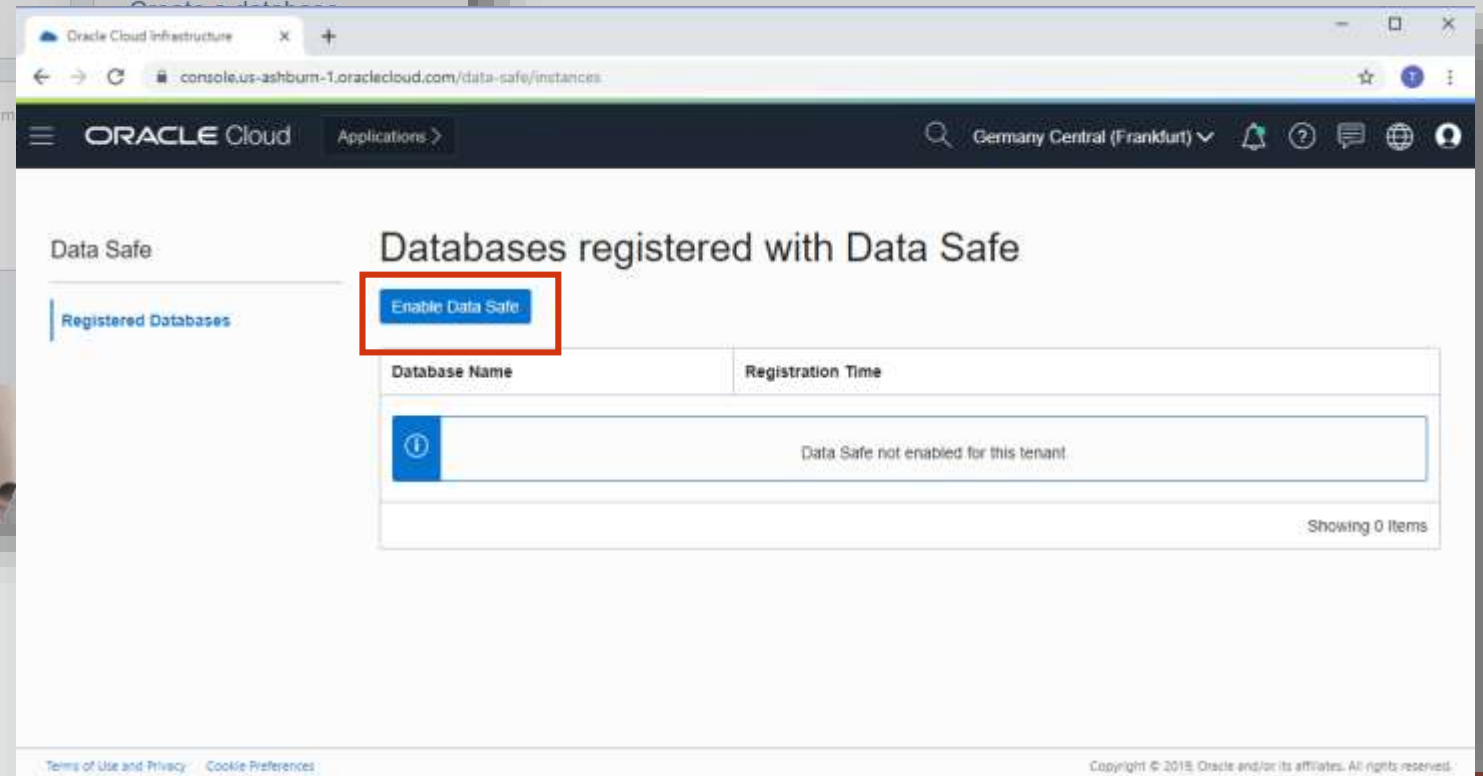 Create a database
Oracle Cloud Infrastructure
console.us-ashburn-1.oraclecloud.com/data-safe/instances
T
ORACLE Cloud
Applications
Germany Central (Frankfurt)
Data Safe
Registered Databases
Databases registered with Data Safe
Enable Data Safe
Database Name Registration Time
Data Safe not enabled for this tenant
Showing 0 Items
Terms of Use and Privacy Cookie Preferences
Copyright © 2019, Oracle and/or its affiliates. All rights reserved.